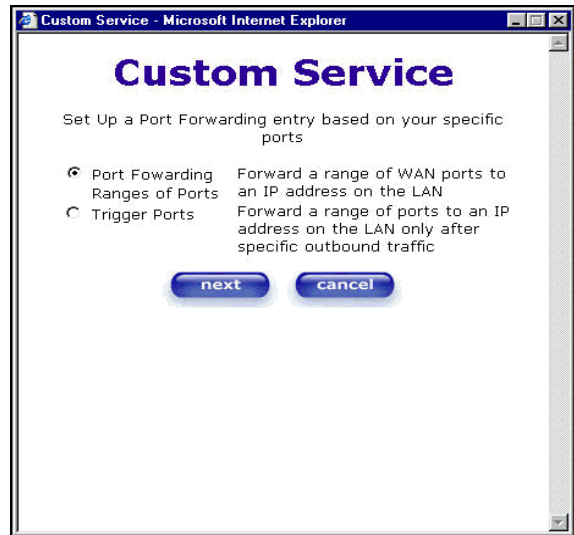 Custom Service - Microsoft Internet Explorer
Custom Service
Set Up a Port Forwarding entry based on your specific
ports
Port Fowarding
Ranges of Ports
Forward a range of WAN ports to
an IP address on the LAN
Trigger Ports
Forward a range of ports to an IP
address on the LAN only after
specific outbound traffic
next
cancel